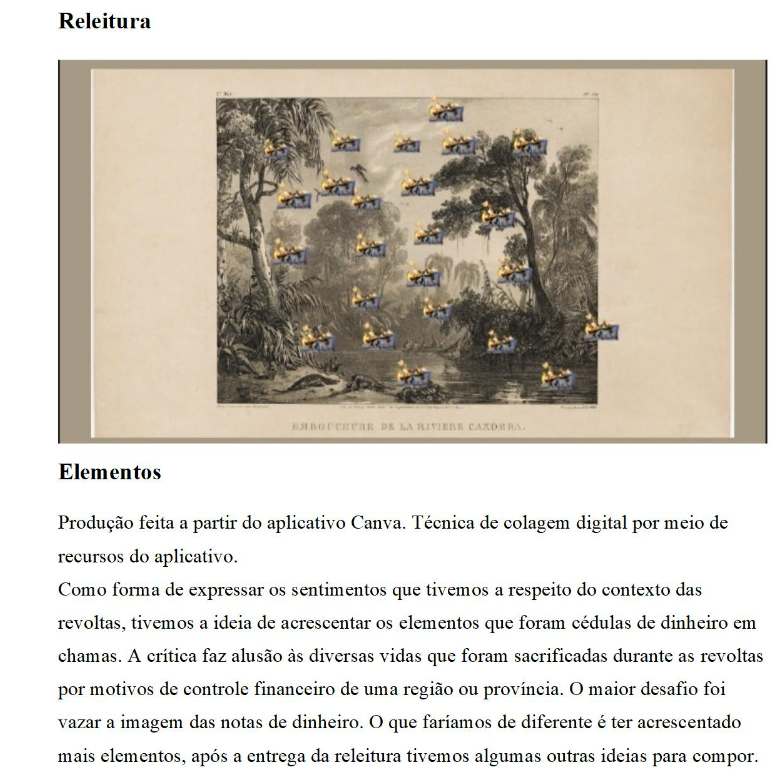 Releitura
EMBOUCHURE DE LA RIVIERE CAXOERA.
Elementos
Produção feita a partir do aplicativo Canva. Técnica de colagem digital por meio de
recursos do aplicativo.
Como forma de expressar os sentimentos que tivemos a respeito do contexto das
revoltas, tivemos a ideia de acrescentar os elementos que foram cédulas de dinheiro em
chamas. A crítica faz alusão às diversas vidas que foram sacrificadas durante as revoltas
por motivos de controle financeiro de uma região ou província. O maior desafio foi
vazar a imagem das notas de dinheiro. O que faríamos de diferente é ter acrescentado
mais elementos, após a entrega da releitura tivemos algumas outras ideias para compor.